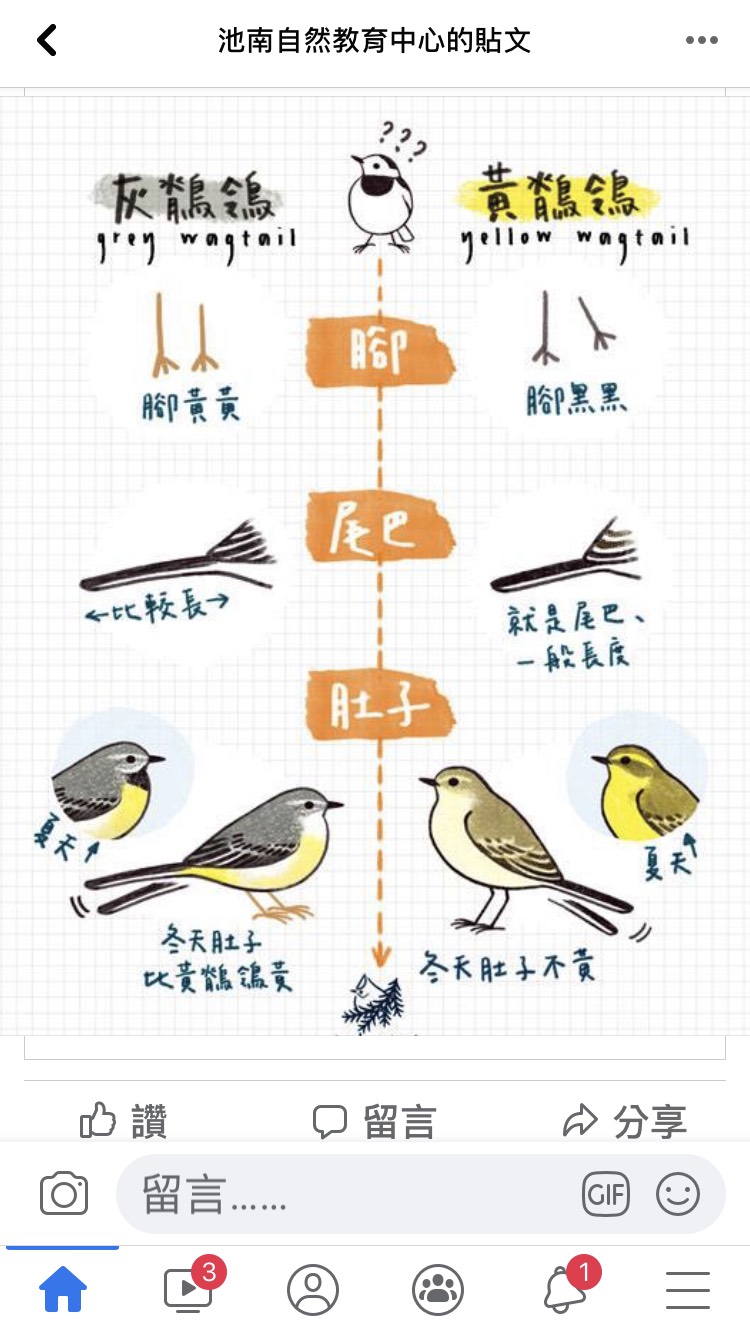 池南自然教育中心的貼文
???
灰鶺鴒
grey wagtail
黃鶺鴒
yellow wagtail
腳
腳黃黃
腳黑黑
尾巴
←比較長→
就是尾巴、
一般長度
肚子
夏天
夏天
冬天肚子
比黃鶺鴒黃
冬天肚子不黃
讚
留言
分享
留言......
GIF
3
1